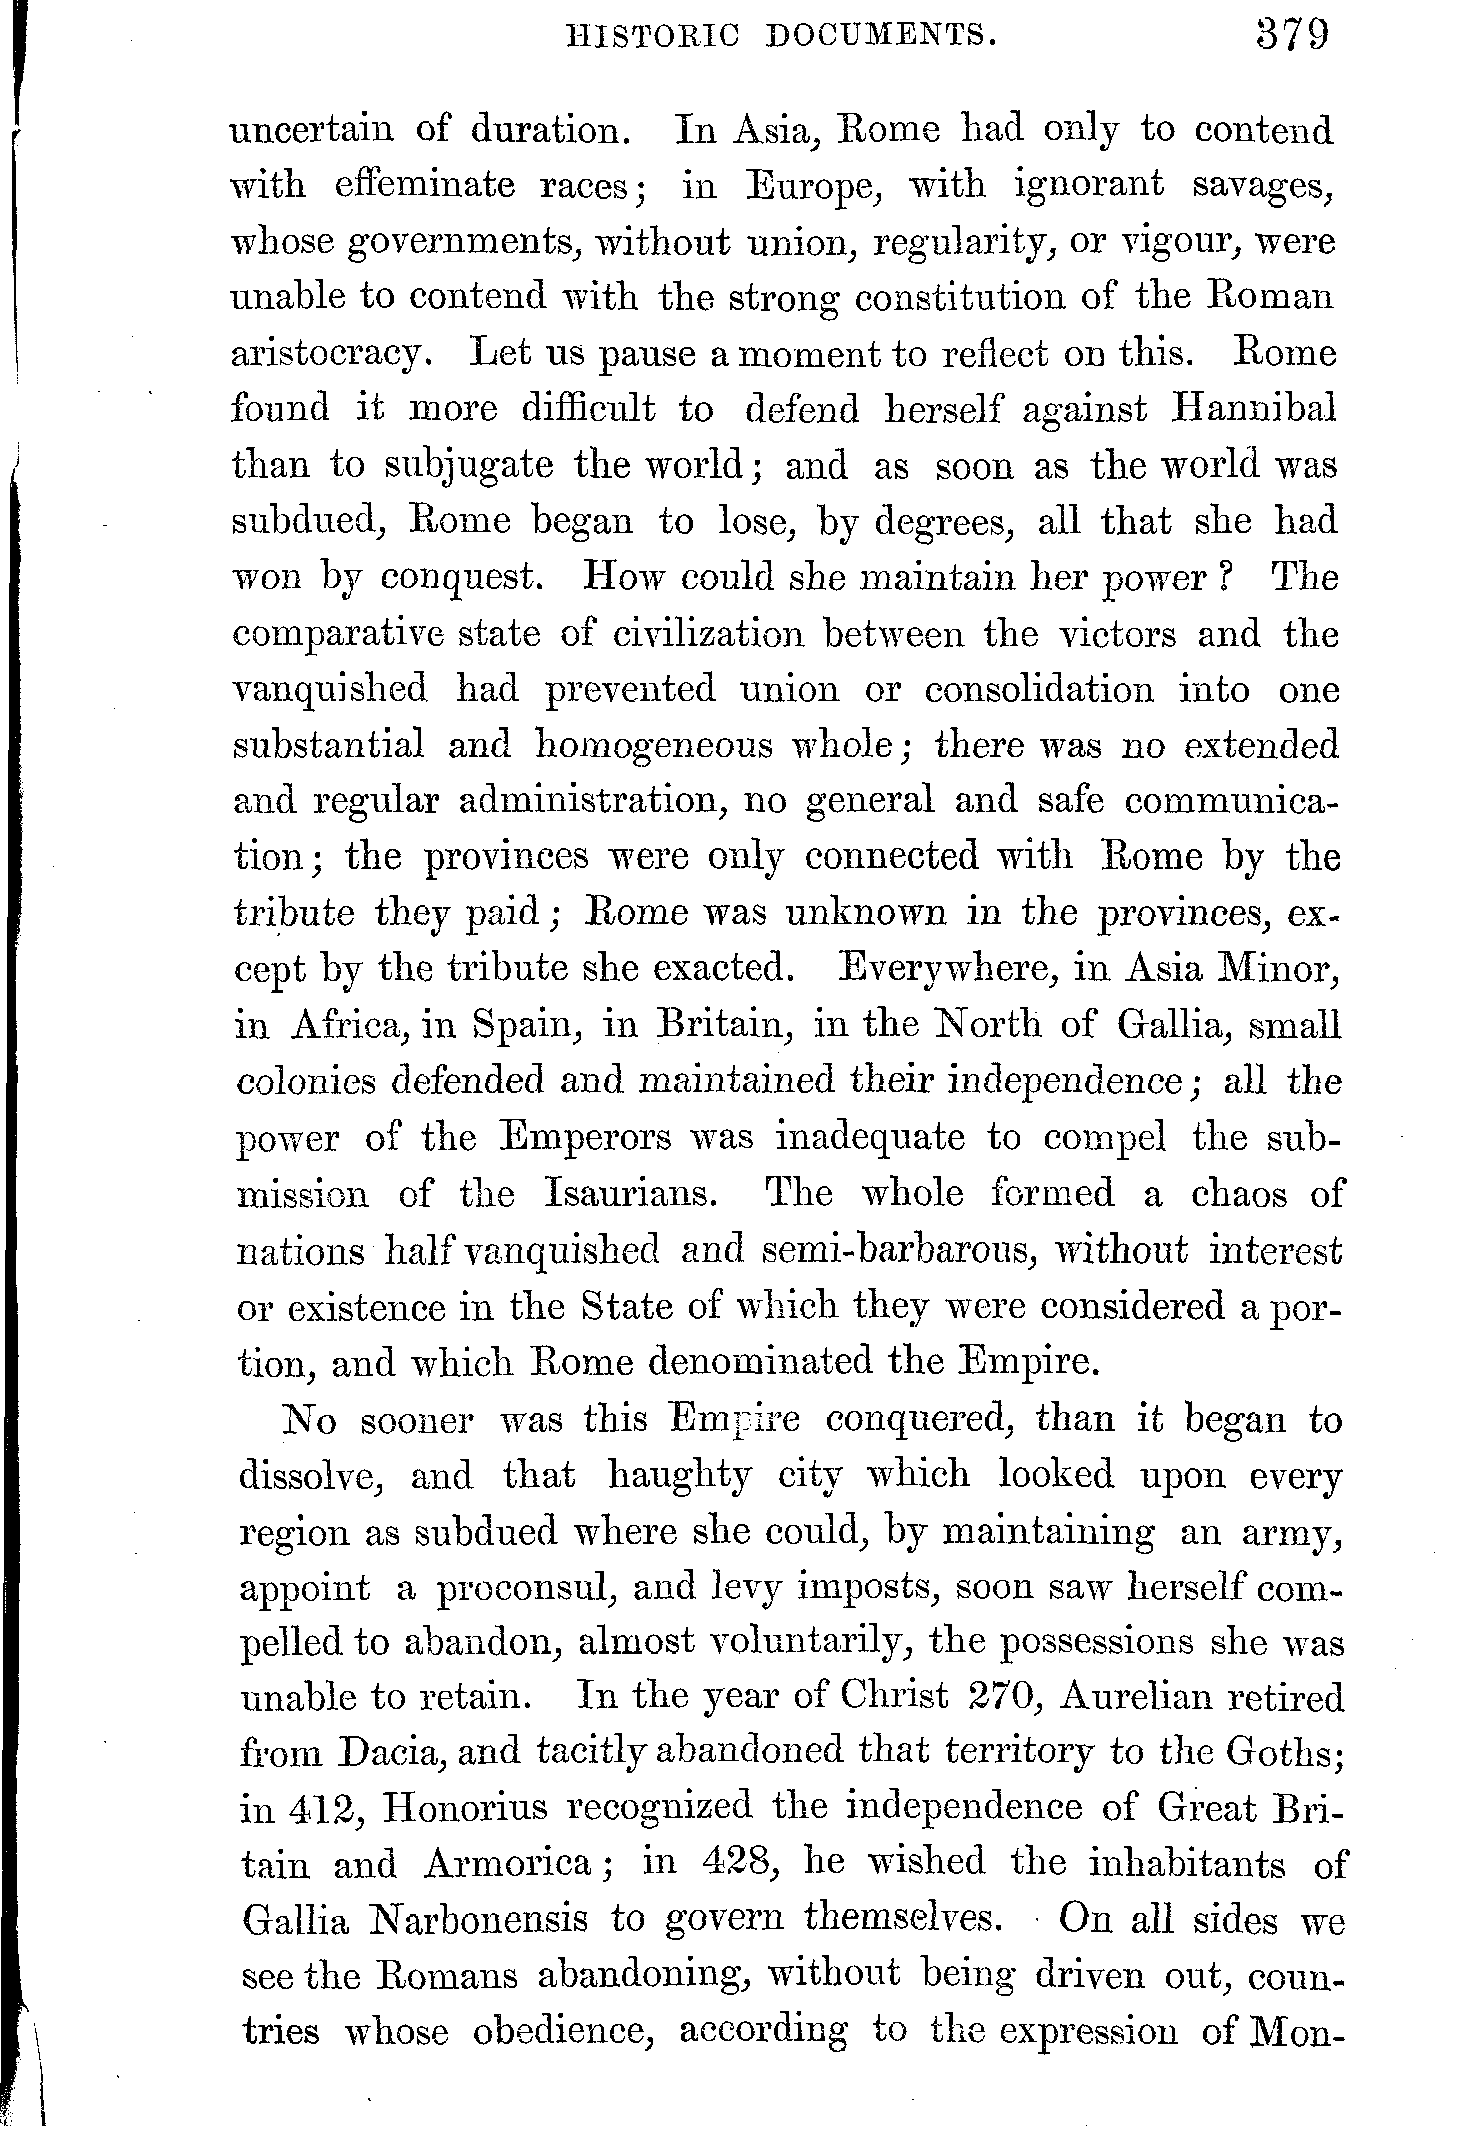 HISTORIC DOCUMENTS. 379
uncertain of duration. In Asia, Rome had only to contend
with effeminate races; in Europe, with ignorant savages,
whose governments, without union, regularity, or vigour, were
unable to contend with the strong constitution of the Roman
aristocracy. Let us pause a moment to reflect on this. Rome
found it more difficult to defend herself against Hannibal
than to subjugate the world; and as soon as the world was
subdued, Rome began to lose, by degrees, all that she had
won by conquest. How could she maintain her power? The
comparative state of civilization between the victors and the
vanquished had prevented union or consolidation into one
substantial and homogeneous whole; there was no extended
and regular administration, no general and safe communica-
tion; the provinces were only connected with Rome by the
tribute they paid; Rome was unknown in the provinces, ex-
cept by the tribute she exacted. Everywhere, in Asia Minor,
in Africa, in Spain, in Britain, in the North of Gallia, small
colonies defended and maintained their independence; all the
power of the Emperors was inadequate to compel the sub-
mission of the Isaurians. The whole formed a chaos of
nations half vanquished and semi-barbarous, without interest
or existence in the State of which they were considered a por-
tion, and which Rome denominated the Empire.
No sooner was this Empire conquered, than it began to
dissolve, and that haughty city which looked upon every
region as subdued where she could, by maintaining an army,
appoint a proconsul, and levy imposts, soon saw herself com-
pelled to abandon, almost voluntarily, the possessions she was
unable to retain. In the year of Christ 270, Aurelian retired
from Dacia, and tacitly abandoned that territory to the Goths;
in 412, Honorius recognized the independence of Great Bri-
tain and Armorica; in 428, he wished the inhabitants of
Gallia Narbonensis to govern themselves. On all sides we
see the Romans abandoning, without being driven out, coun-
tries whose obedience, according to the expression of Mon-